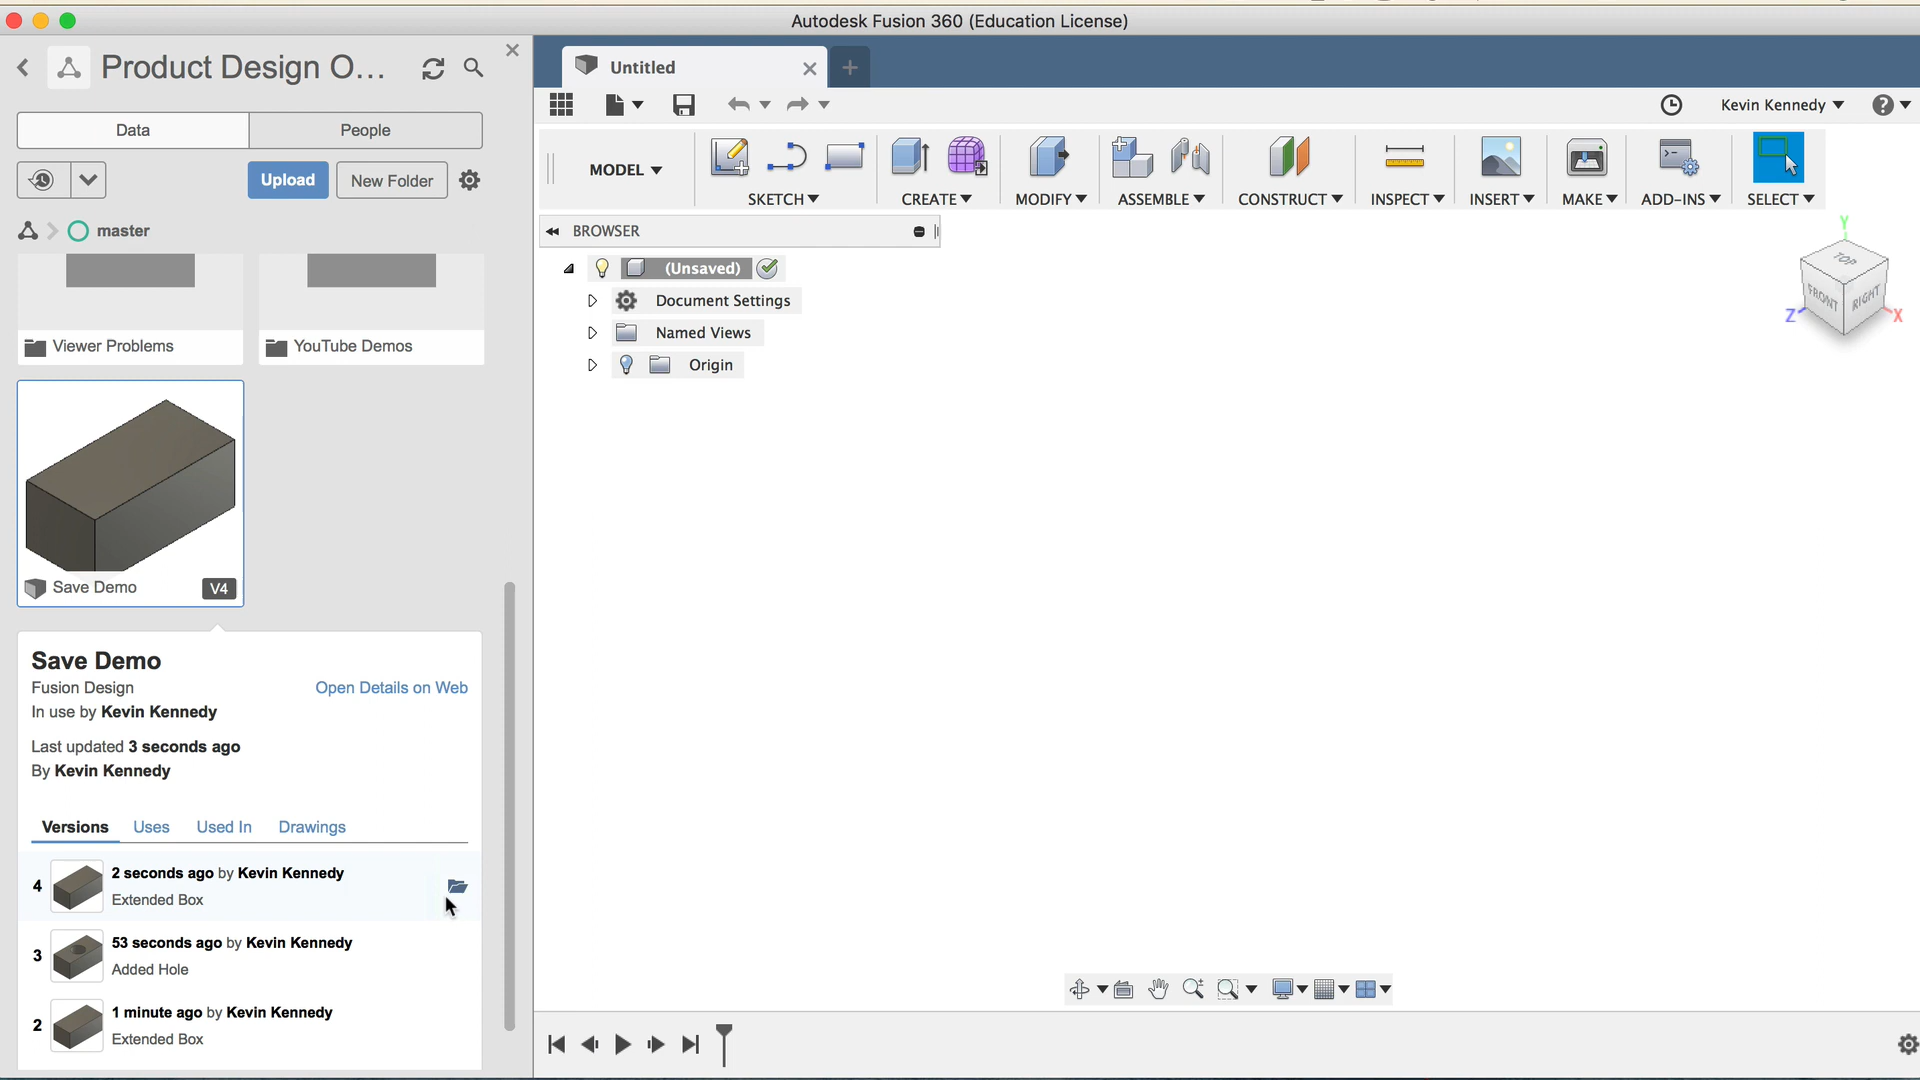 Autodesk Fusion 360 (Education License)
Product Design O...
Data
People
Upload
New Folder
master
Viewer Problems
YouTube Demos
Save Demo
V4
Save Demo
Fusion Design
Open Details on Web
In use by Kevin Kennedy
Last updated 3 seconds ago
By Kevin Kennedy
Versions
Uses
Used In
Drawings
4
2 seconds ago by Kevin Kennedy
Extended Box
3
53 seconds ago by Kevin Kennedy
Added Hole
2
1 minute ago by Kevin Kennedy
Extended Box
Untitled
Kevin Kennedy
MODEL
SKETCH
CREATE
MODIFY
ASSEMBLE
CONSTRUCT
INSPECT
INSERT
MAKE
ADD-INS
SELECT
BROWSER
(Unsaved)
Document Settings
Named Views
Origin
Y
TOP
FRONT
RIGHT
Z
X